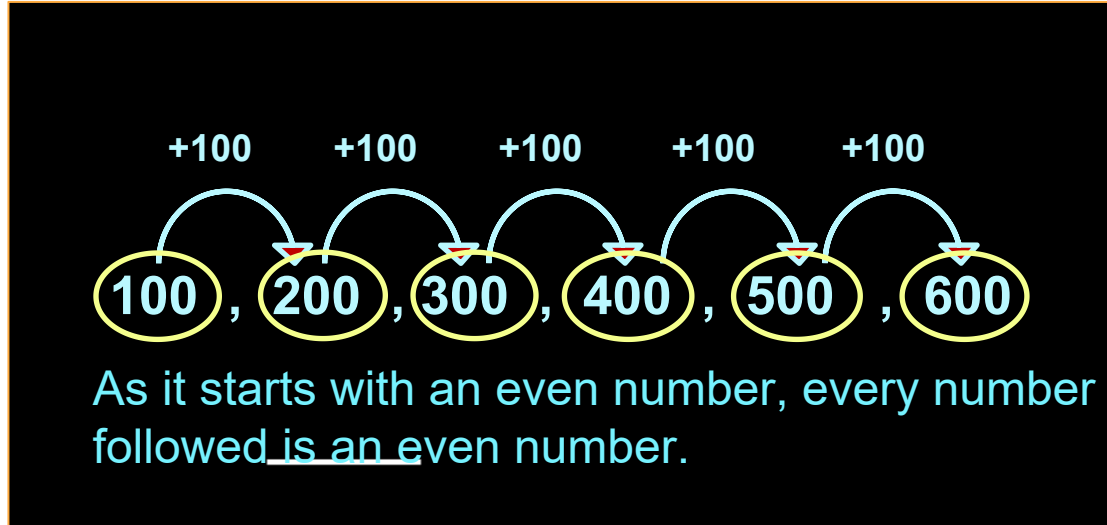 +100 +100 +100 +100 +100
100 , 200 , 300 , 400 , 500 , 600
As it starts with an even number, every number
followed is an even number.